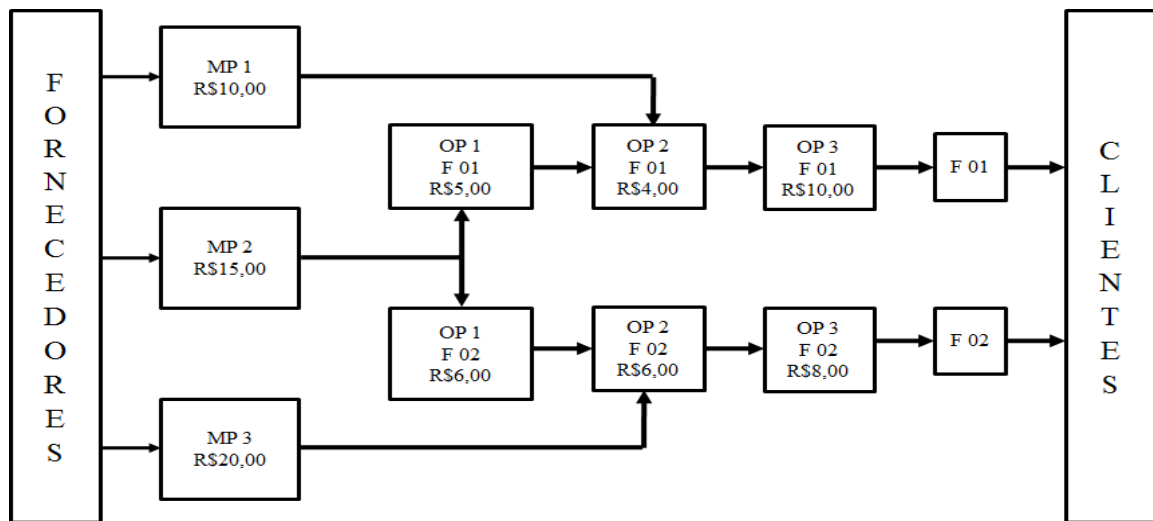 FORNECEDORES
MP 1
R$10,00
MP 2
R$15,00
MP 3
R$20,00
OP 1
F 01
R$5,00
OP 2
F 01
R$4,00
OP 3
F 01
R$10,00
F 01
OP 1
F 02
R$6,00
OP 2
F 02
R$6,00
OP 3
F 02
R$8,00
F 02
CLIENTES